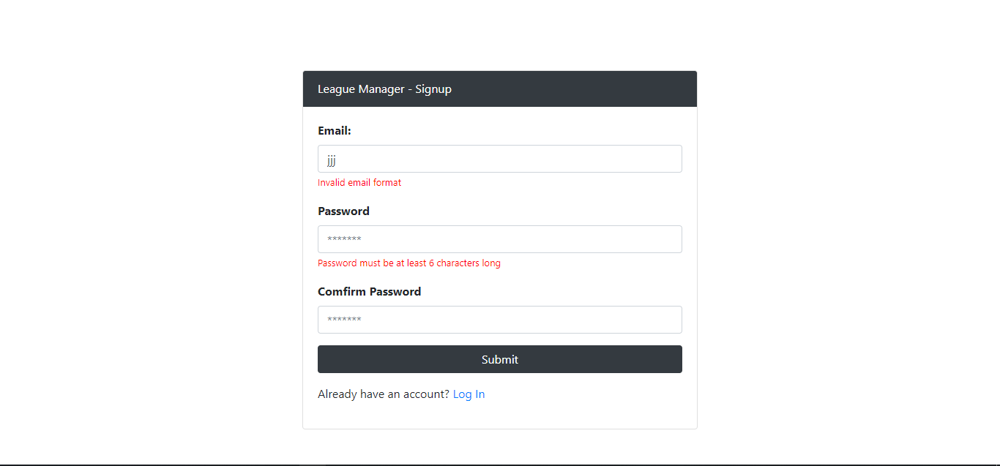 League Manager - Signup
Email:
jjj
Invalid email format
Password
*******
Password must be at least 6 characters long
Comfirm Password
*******
Submit
Already have an account? Log In